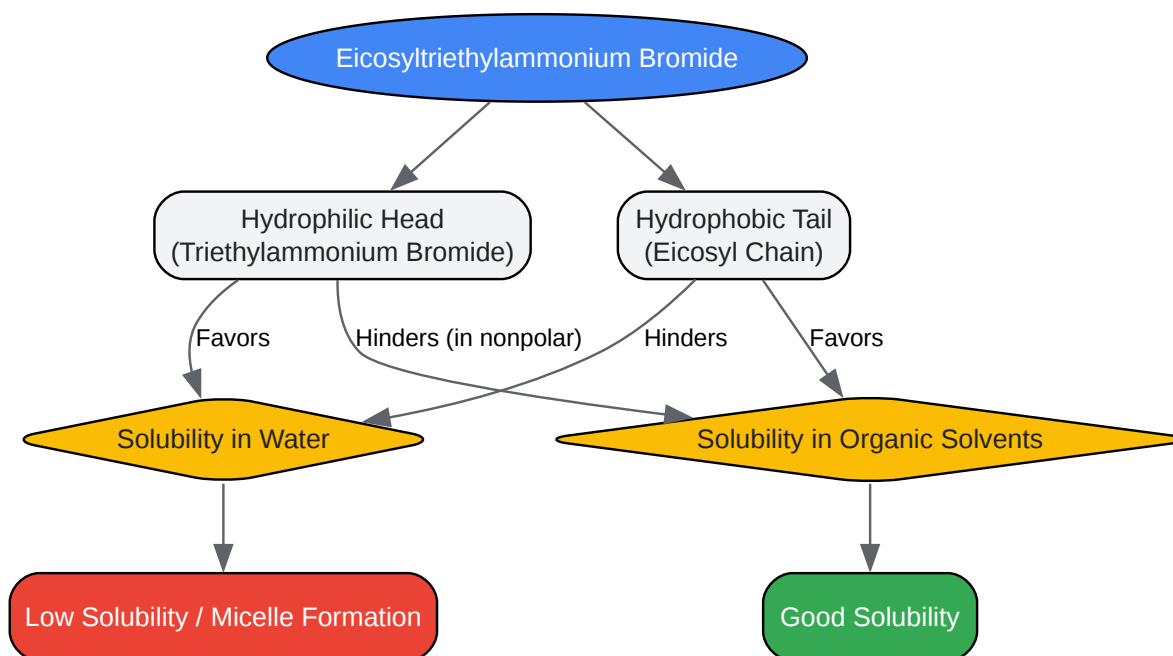 Eicosyltriethylammonium Bromide
Hydrophilic Head
(Triethylammonium Bromide)
Hydrophobic Tail
(Eicosyl Chain)
Favors
Hinders (in nonpolar)
Hinders
Favors
Solubility in Water
Solubility in Organic Solvents
Low Solubility / Micelle Formation
Good Solubility